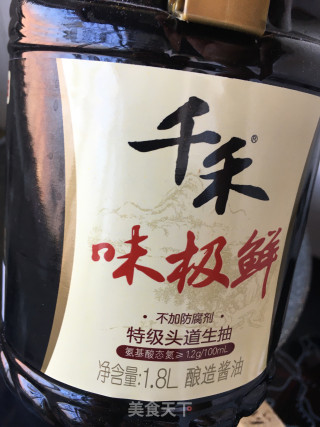 千禾®
味极鲜
不加防腐剂
特级头道生抽
氨基酸态氮≥1.2g/100mL
净含量:1.8L 酿造酱油
美食天下